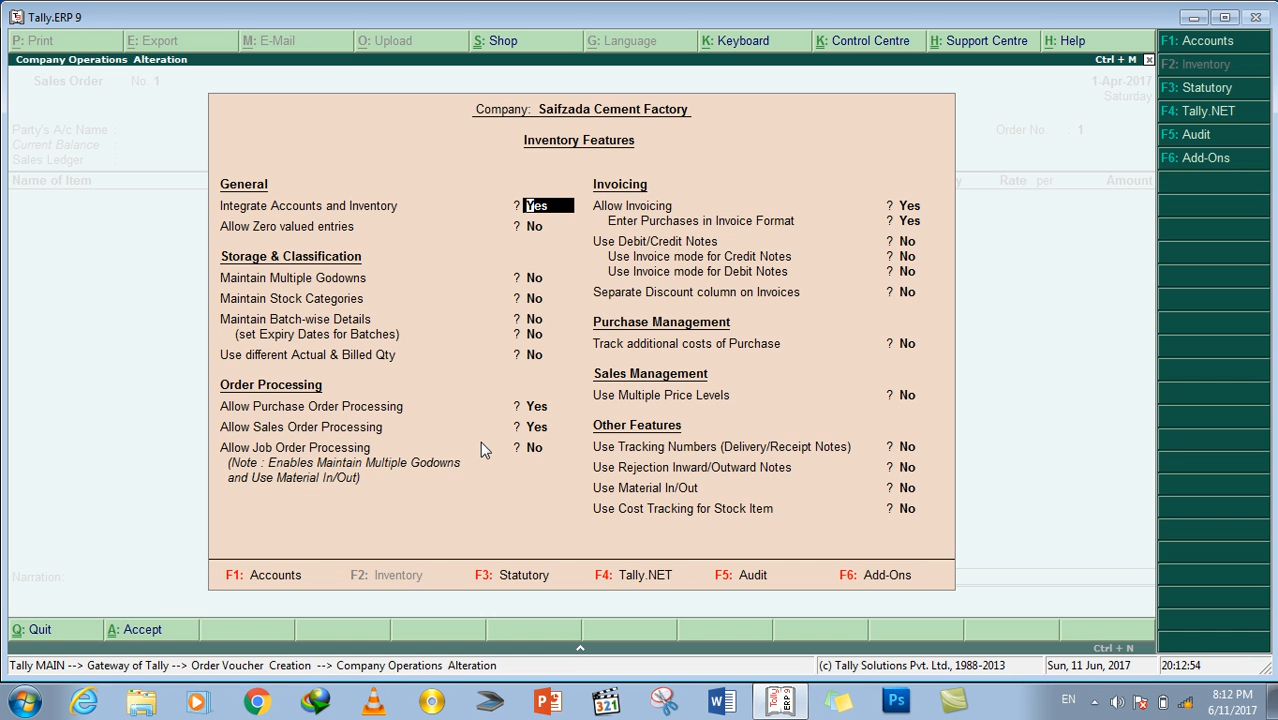 Tally.ERP 9
P: Print E: Export M: E-Mail O: Upload S: Shop G: Language K: Keyboard K: Control Centre H: Support Centre H: Help
F1: Accounts
F2: Inventory
F3: Statutory
F4: Tally.NET
F5: Audit
F6: Add-Ons
Company Operations Alteration Ctrl + M
Sales Order No. 1 1-Apr-2017
Saturday
Party's A/c Name : Order No. : 1
Current Balance :
Sales Ledger :
Name of Item Rate per Amount
Company: Saifzada Cement Factory
Inventory Features
General
Integrate Accounts and Inventory ? Yes
Allow Zero valued entries ? No
Storage & Classification
Maintain Multiple Godowns ? No
Maintain Stock Categories ? No
Maintain Batch-wise Details ? No
(set Expiry Dates for Batches) ? No
Use different Actual & Billed Qty ? No
Order Processing
Allow Purchase Order Processing ? Yes
Allow Sales Order Processing ? Yes
Allow Job Order Processing ? No
(Note : Enables Maintain Multiple Godowns
and Use Material In/Out)
Invoicing
Allow Invoicing ? Yes
Enter Purchases in Invoice Format ? Yes
Use Debit/Credit Notes ? No
Use Invoice mode for Credit Notes ? No
Use Invoice mode for Debit Notes ? No
Separate Discount column on Invoices ? No
Purchase Management
Track additional costs of Purchase ? No
Sales Management
Use Multiple Price Levels ? No
Other Features
Use Tracking Numbers (Delivery/Receipt Notes) ? No
Use Rejection Inward/Outward Notes ? No
Use Material In/Out ? No
Use Cost Tracking for Stock Item ? No
Narration:
F1: Accounts F2: Inventory F3: Statutory F4: Tally.NET F5: Audit F6: Add-Ons
Q: Quit A: Accept
Ctrl + N
Tally MAIN --> Gateway of Tally --> Order Voucher Creation --> Company Operations Alteration (c) Tally Solutions Pvt. Ltd., 1988-2013 Sun, 11 Jun, 2017 20:12:54
EN 8:12 PM
6/11/2017